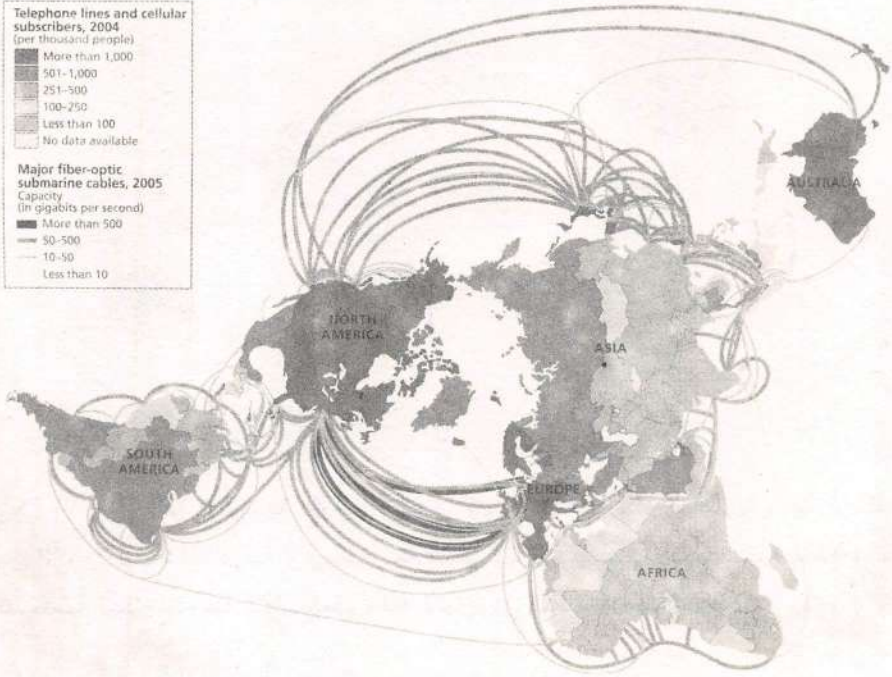 Telephone lines and cellular
subscribers, 2004
(per thousand people)
More than 1,000
501–1,000
251–500
100–250
Less than 100
No data available
Major fiber-optic
submarine cables, 2005
Capacity
(in gigabits per second)
More than 500
50–500
10–50
Less than 10
AUSTRALIA
NORTH
AMERICA
ASIA
SOUTH
AMERICA
EUROPE
AFRICA